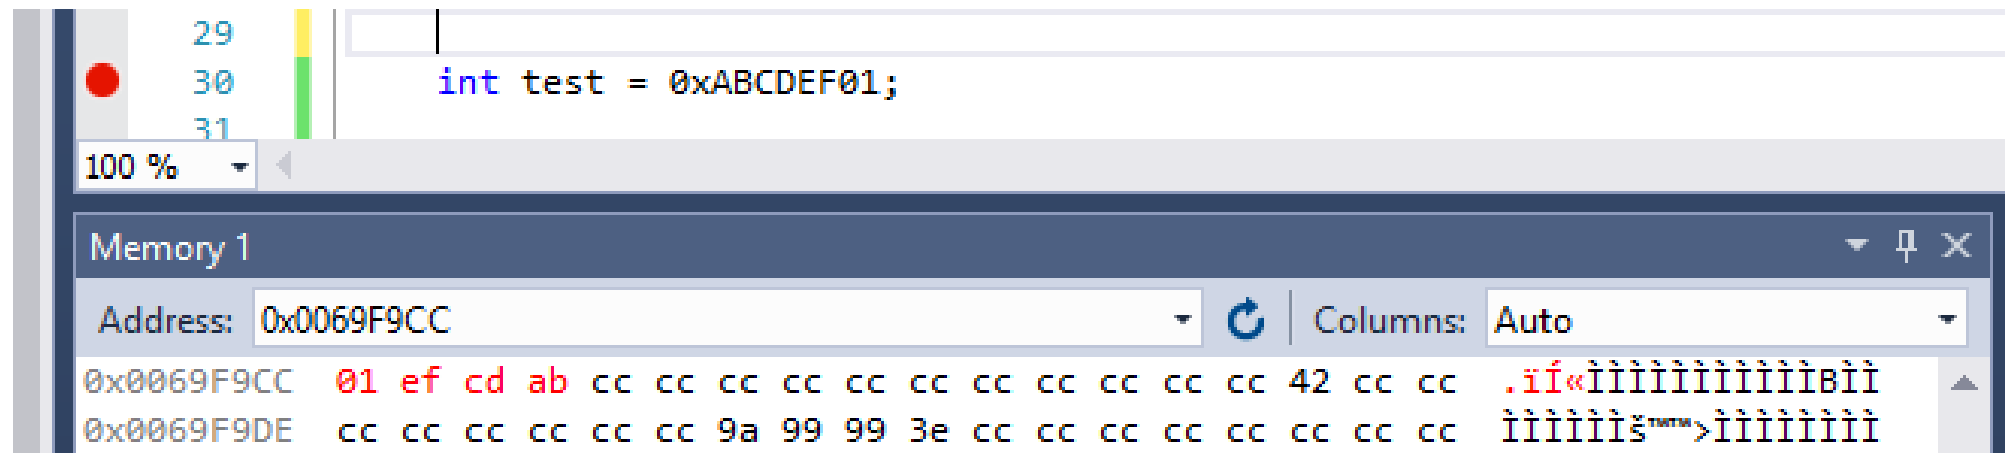 29
30 int test = 0xABCDEF01;
31
100 %
Memory 1
Address: 0x0069F9CC Columns: Auto
0x0069F9CC 01 ef cd ab cc cc cc cc cc cc cc cc cc cc cc 42 cc cc .ïÍ«ÌÌÌÌÌÌÌÌÌÌÌBÌÌ
0x0069F9DE cc cc cc cc cc cc 9a 99 99 3e cc cc cc cc cc cc cc cc ÌÌÌÌÌÌš™™>ÌÌÌÌÌÌÌÌ